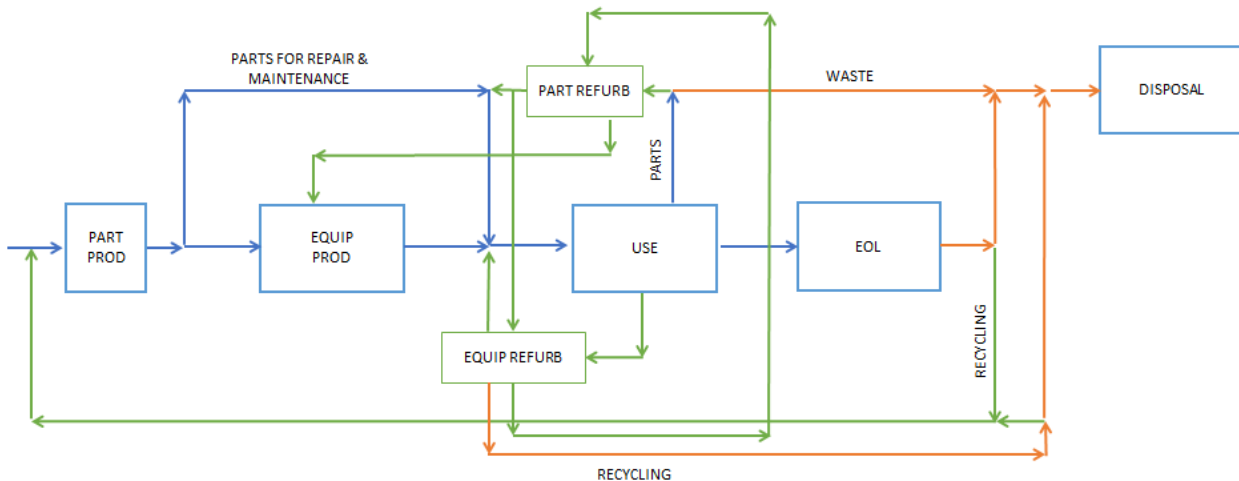 PARTS FOR REPAIR &
MAINTENANCE
PART REFURB
WASTE
DISPOSAL
PARTS
PART
PROD
EQUIP
PROD
USE
EOL
EQUIP REFURB
RECYCLING
RECYCLING